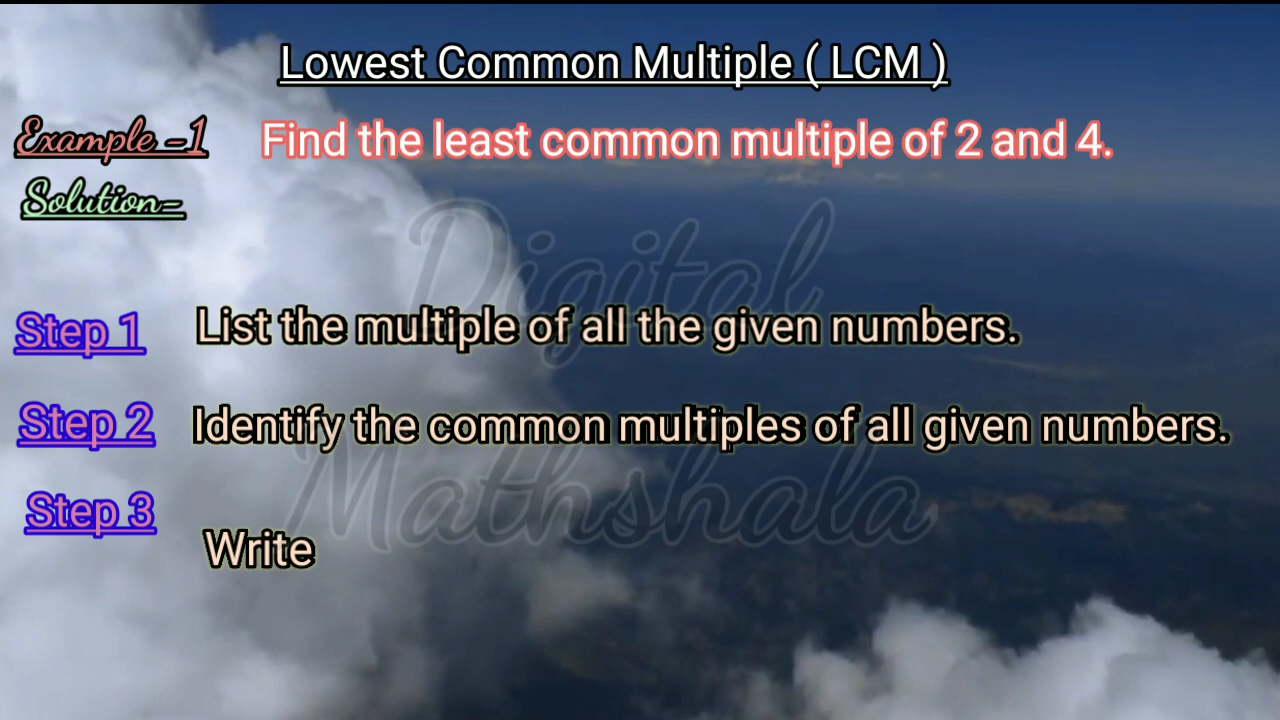 Lowest Common Multiple ( LCM )
Example -1 Find the least common multiple of 2 and 4.
Solution-
Digital
Step 1 List the multiple of all the given numbers.
Step 2 Identify the common multiples of all given numbers.
Mathshala
Step 3
Write